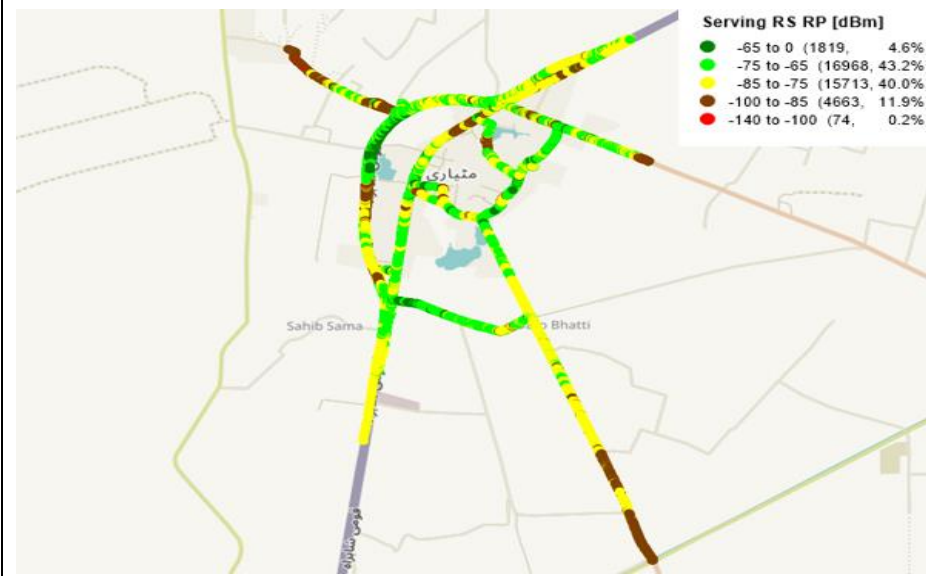 Serving RS RP [dBm]
-65 to 0 (1819, 4.6%
-75 to -65 (16968, 43.2%
-85 to -75 (15713, 40.0%
-100 to -85 (4663, 11.9%
-140 to -100 (74, 0.2%
مٹیاری
Sahib Sama
Bhatti
قومی شاہراہ